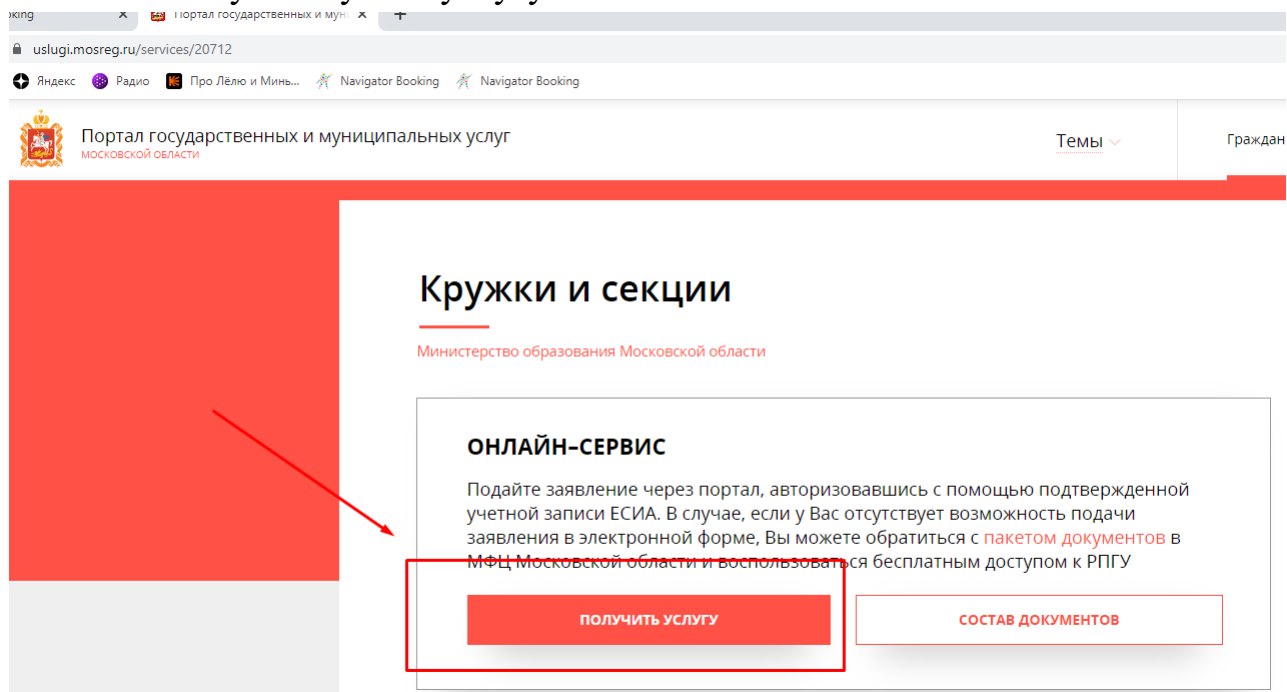 oking
Портал государственных и мун
uslugi.mosreg.ru/services/20712
Яндекс Радио Про Лёлю и Минь... Navigator Booking Navigator Booking
Портал государственных и муниципальных услуг
МОСКОВСКОЙ ОБЛАСТИ
Темы
Граждан
Кружки и секции
Министерство образования Московской области
ОНЛАЙН-СЕРВИС
Подайте заявление через портал, авторизовавшись с помощью подтвержденной
учетной записи ЕСИА. В случае, если у Вас отсутствует возможность подачи
заявления в электронной форме, Вы можете обратиться с пакетом документов в
МФЦ Московской области и воспользоваться бесплатным доступом к РПГУ
ПОЛУЧИТЬ УСЛУГУ
СОСТАВ ДОКУМЕНТОВ